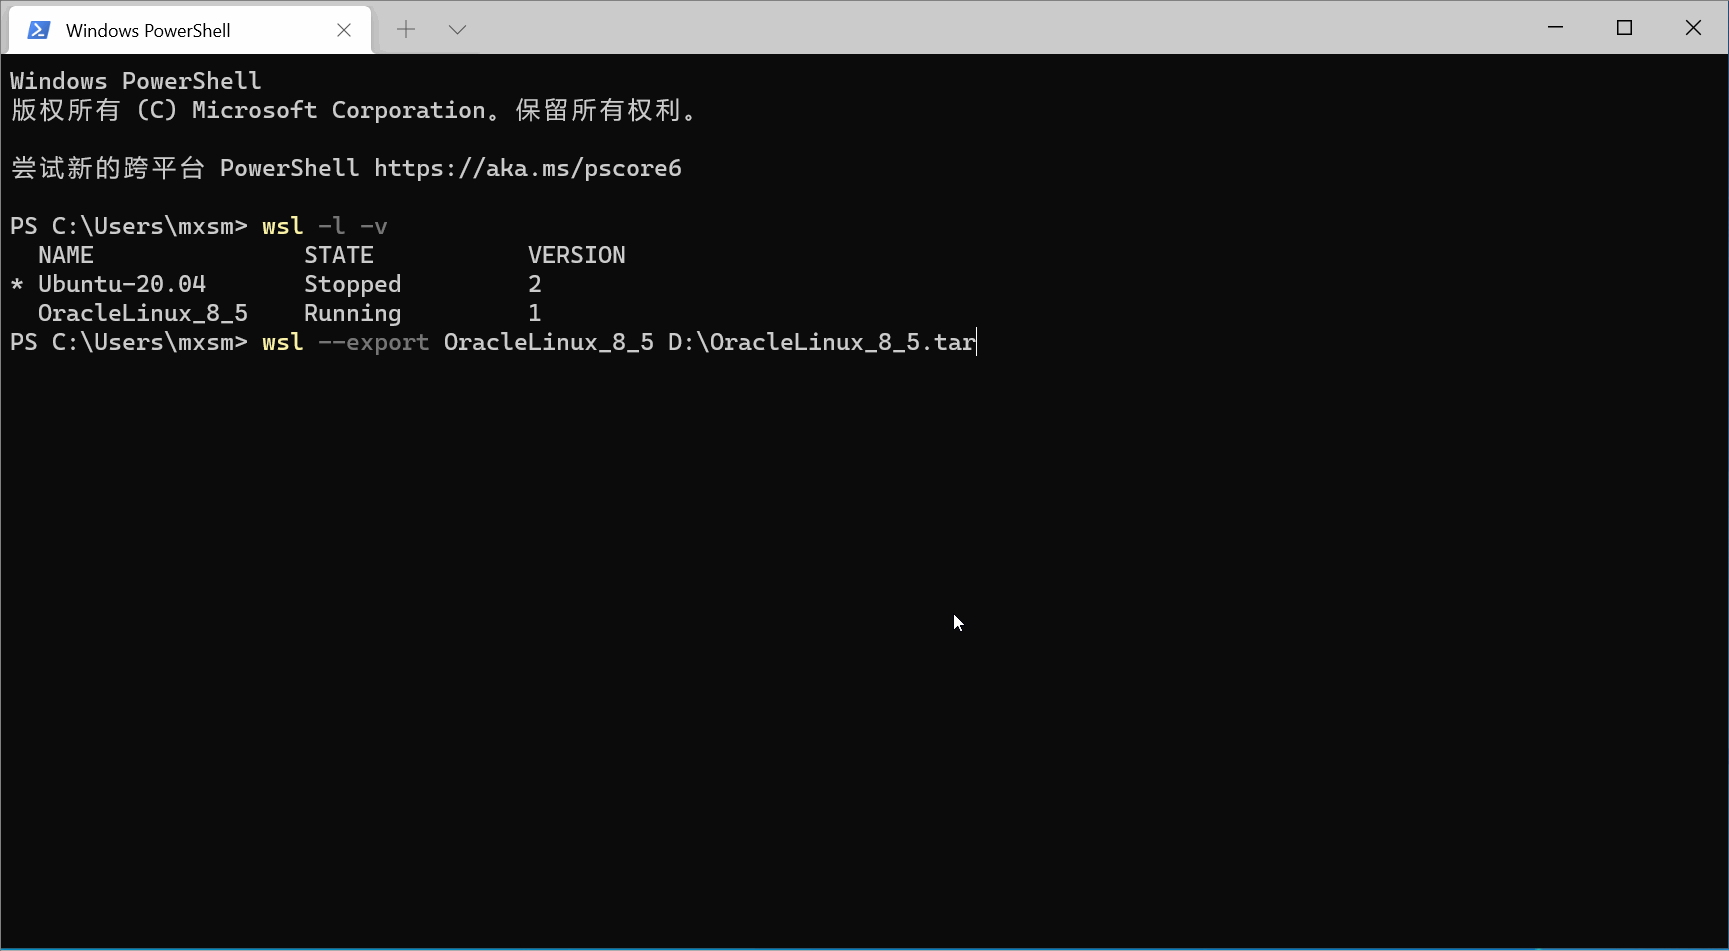 Windows PowerShell
Windows PowerShell
版权所有 (C) Microsoft Corporation。保留所有权利。
尝试新的跨平台 PowerShell https://aka.ms/pscore6
PS C:\Users\mxsm> wsl -l -v
  NAME               STATE           VERSION
* Ubuntu-20.04       Stopped         2
  OracleLinux_8_5    Running         1
PS C:\Users\mxsm> wsl --export OracleLinux_8_5 D:\OracleLinux_8_5.tar